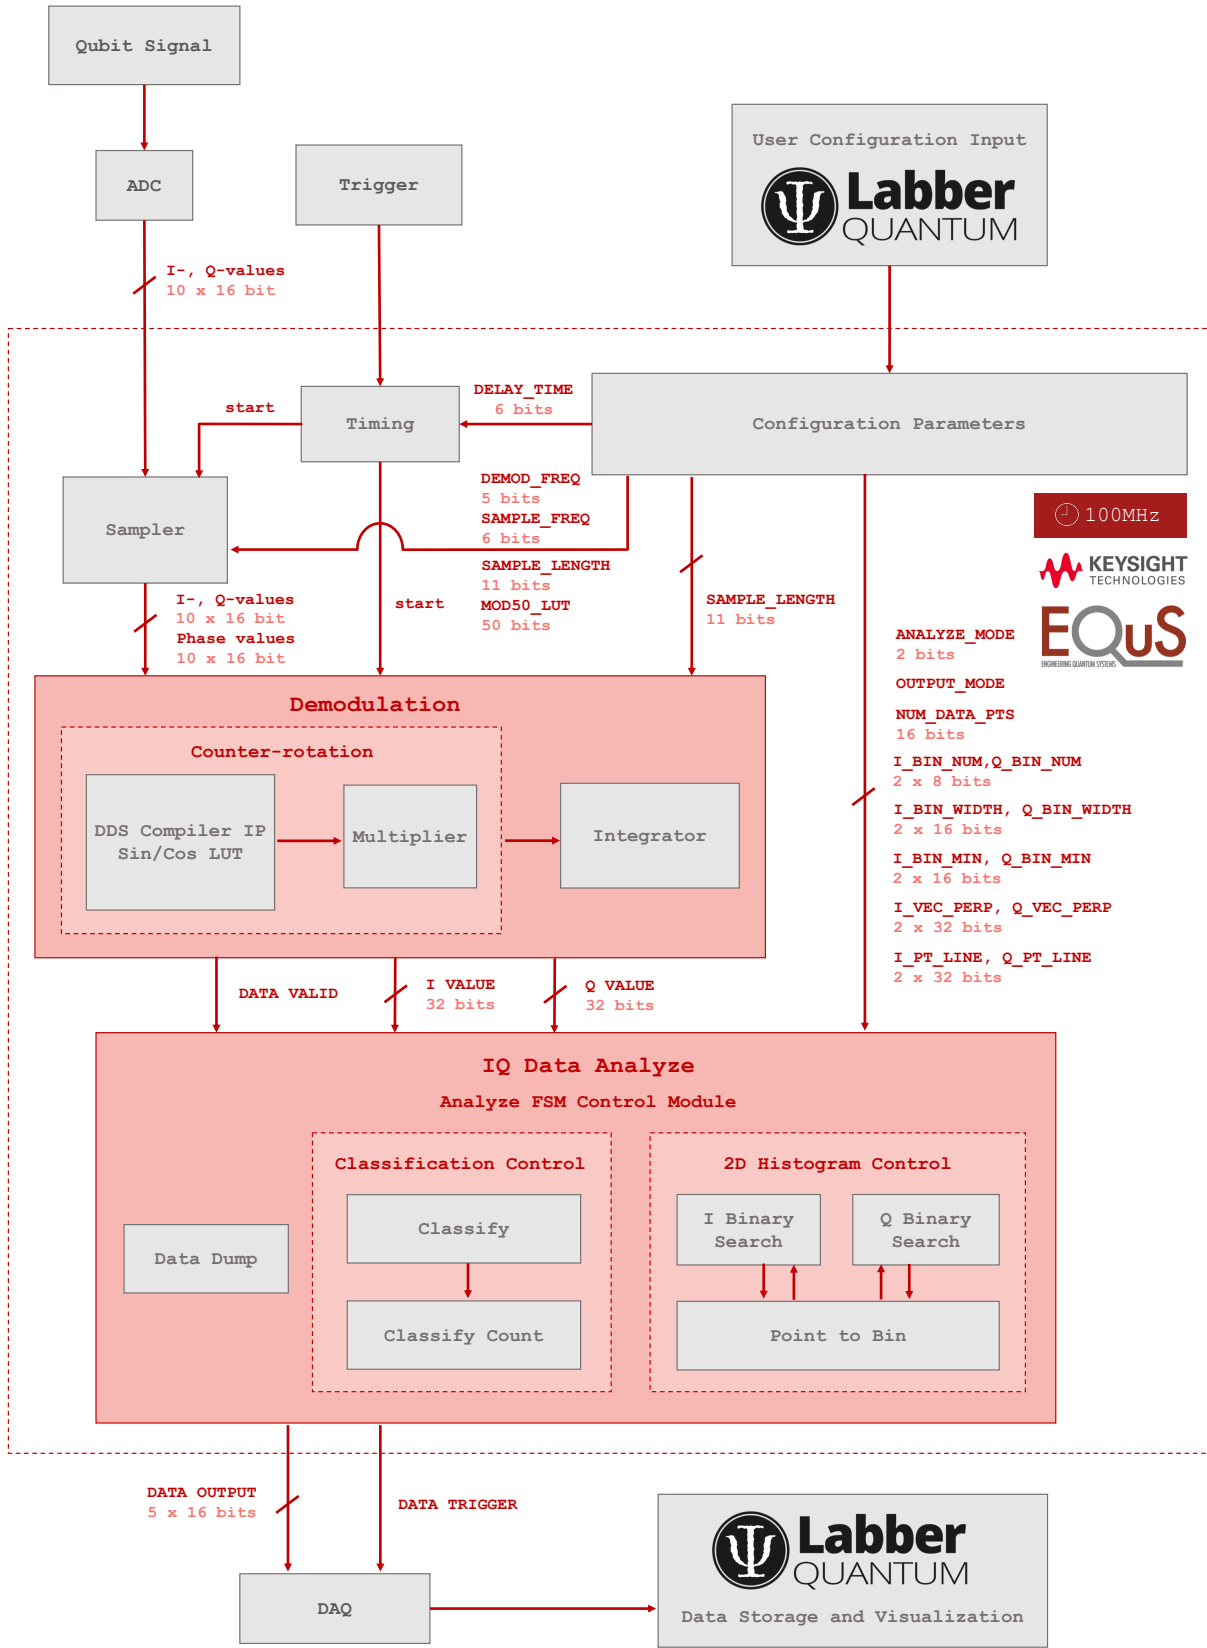 Qubit Signal
User Configuration Input
Labber
QUANTUM
ADC
Trigger
I-, Q-values
10 x 16 bit
start
Timing
DELAY_TIME
6 bits
Configuration Parameters
Sampler
DEMOD_FREQ
5 bits
SAMPLE_FREQ
6 bits
SAMPLE_LENGTH
11 bits
MOD50_LUT
50 bits
100MHz
KEYSIGHT
TECHNOLOGIES
EQuS
ENGINEERING QUANTUM SYSTEMS
I-, Q-values
10 x 16 bit
Phase values
10 x 16 bit
start
SAMPLE_LENGTH
11 bits
ANALYZE_MODE
2 bits
OUTPUT_MODE
NUM_DATA_PTS
16 bits
I_BIN_NUM,Q_BIN_NUM
2 x 8 bits
I_BIN_WIDTH, Q_BIN_WIDTH
2 x 16 bits
I_BIN_MIN, Q_BIN_MIN
2 x 16 bits
I_VEC_PERP, Q_VEC_PERP
2 x 32 bits
I_PT_LINE, Q_PT_LINE
2 x 32 bits
Demodulation
Counter-rotation
DDS Compiler IP
Sin/Cos LUT
Multiplier
Integrator
DATA VALID
I VALUE
32 bits
Q VALUE
32 bits
IQ Data Analyze
Analyze FSM Control Module
Classification Control
2D Histogram Control
Data Dump
Classify
Classify Count
I Binary
Search
Q Binary
Search
Point to Bin
DATA OUTPUT
5 x 16 bits
DATA TRIGGER
DAQ
Labber
QUANTUM
Data Storage and Visualization